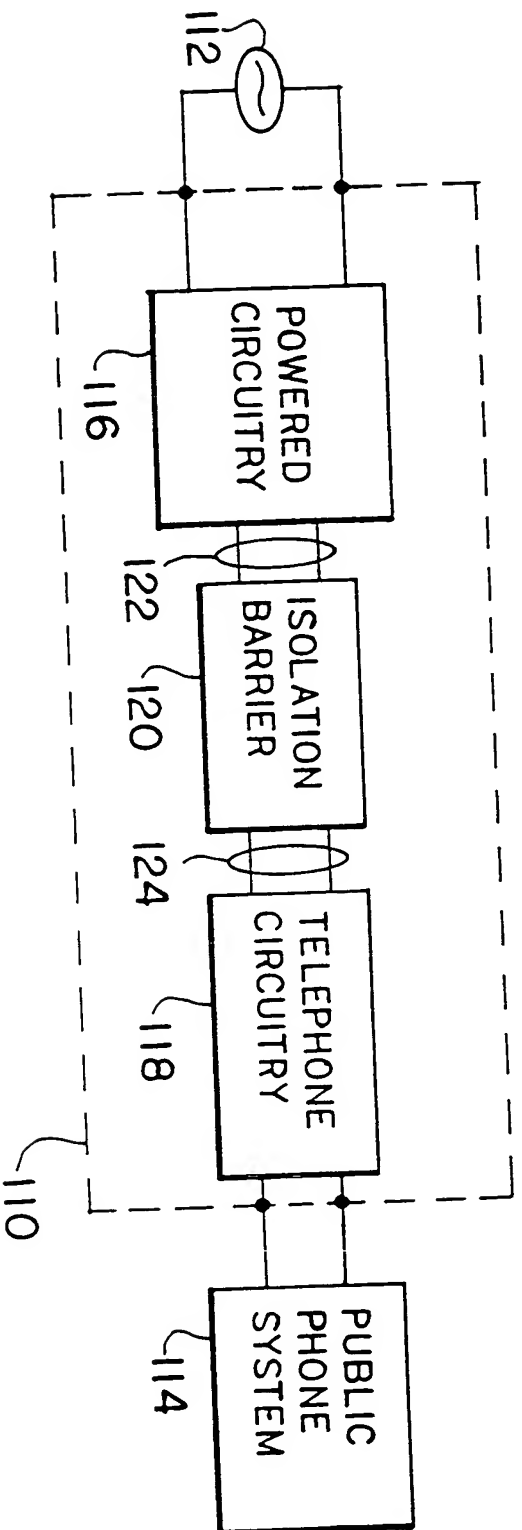 112
POWERED
CIRCUITRY
116
122
ISOLATION
BARRIER
120
124
TELEPHONE
CIRCUITRY
118
110
PUBLIC
PHONE
SYSTEM
114